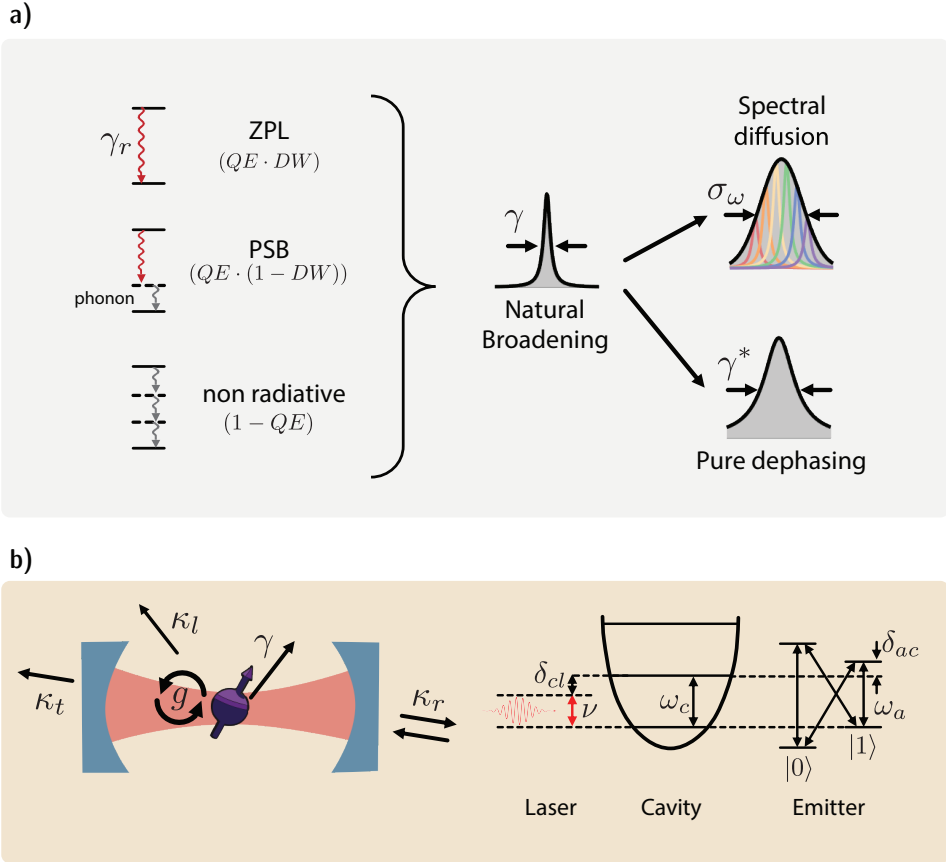 a)
γ_r
ZPL
(QE · DW)
PSB
(QE · (1 − DW))
phonon
non radiative
(1 − QE)
γ
Natural
Broadening
Spectral
diffusion
σ_ω
γ*
Pure dephasing
b)
κ_l
γ
κ_t
g
κ_r
δ_cl
ν
ω_c
δ_ac
ω_a
|0⟩
|1⟩
Laser
Cavity
Emitter